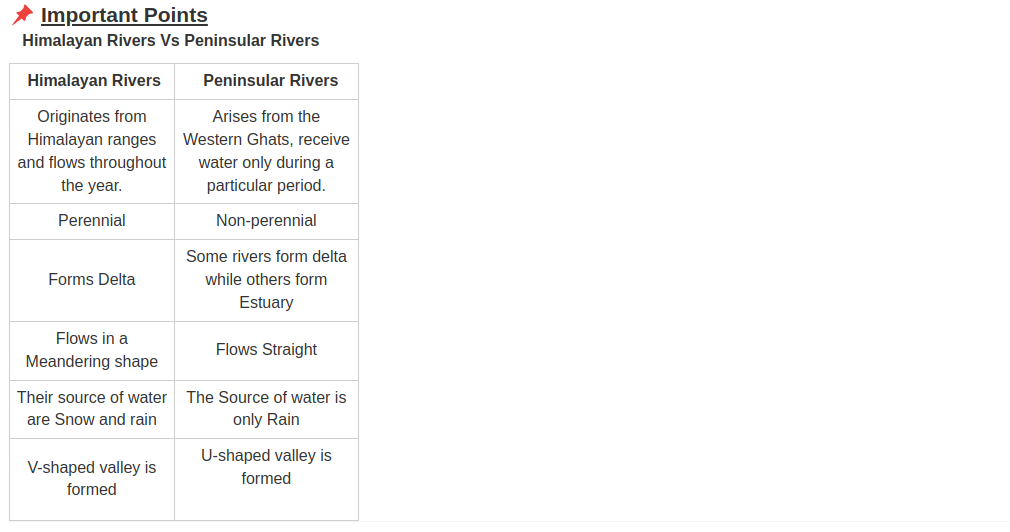 Important Points
Himalayan Rivers Vs Peninsular Rivers
Himalayan Rivers
Peninsular Rivers
Originates from
Himalayan ranges
and flows throughout
the year.
Arises from the
Western Ghats, receive
water only during a
particular period.
Perennial
Non-perennial
Forms Delta
Some rivers form delta
while others form
Estuary
Flows in a
Meandering shape
Flows Straight
Their source of water
are Snow and rain
The Source of water is
only Rain
V-shaped valley is
formed
U-shaped valley is
formed